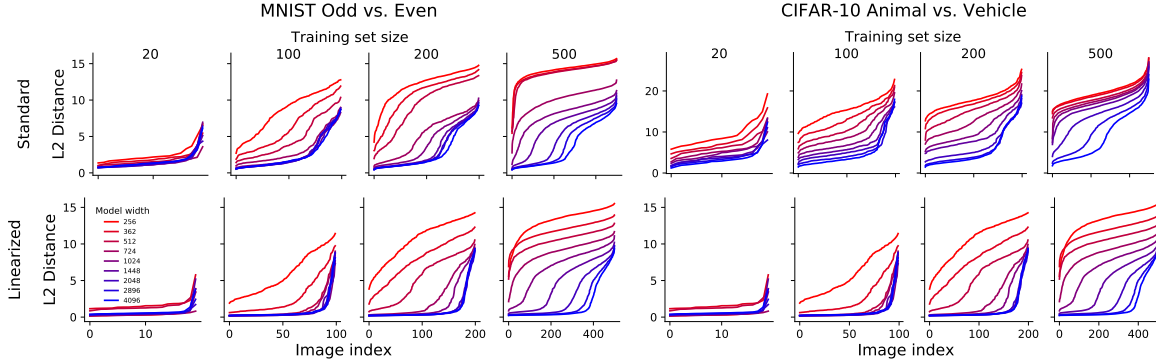 MNIST Odd vs. Even
CIFAR-10 Animal vs. Vehicle
Training set size
Training set size
20
100
200
500
20
100
200
500
Standard
L2 Distance
15
10
5
0
20
10
0
Linearized
L2 Distance
15
10
5
0
Model width
256
362
512
724
1024
1448
2048
2896
4096
15
10
5
0
0 10
0 50 100
0 100 200
0 200 400
0 10
0 50 100
0 100 200
0 200 400
Image index
Image index